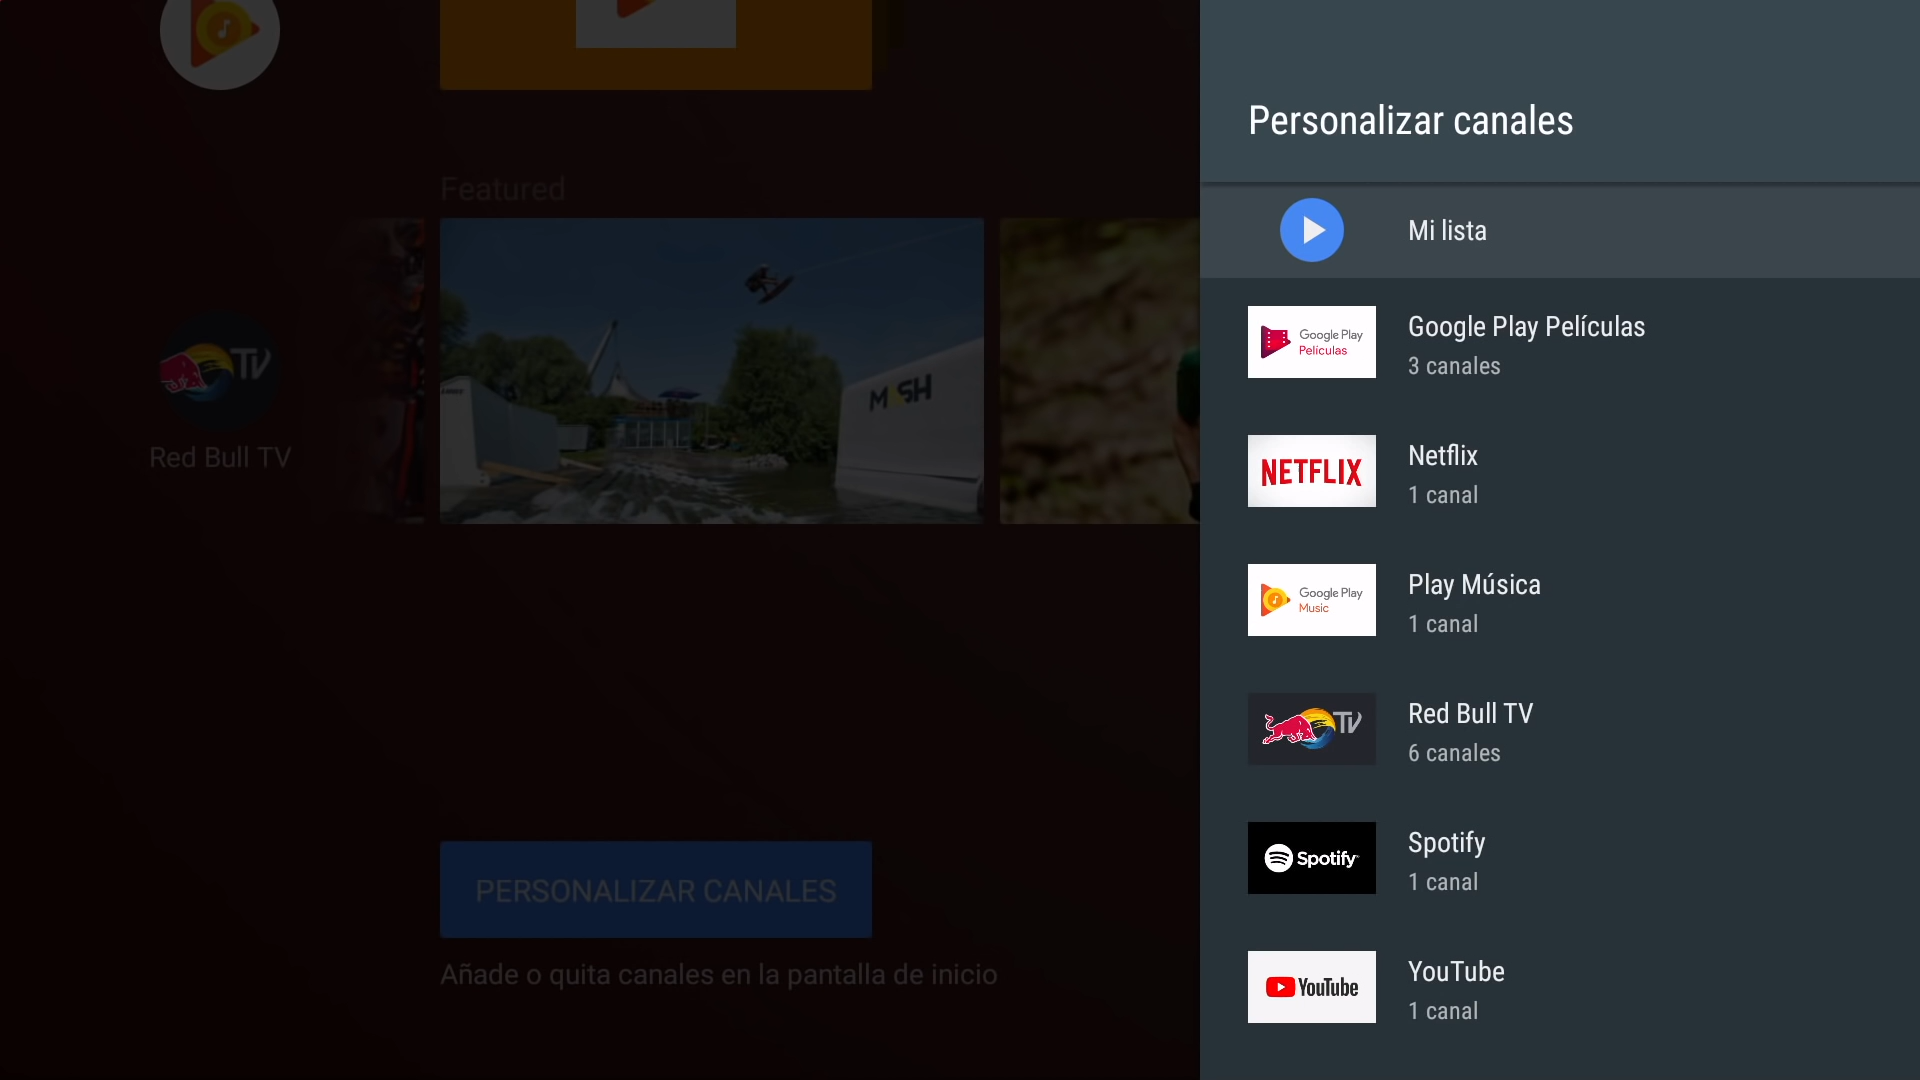 Featured
MOSH
TV
Red Bull TV
PERSONALIZAR CANALES
Añade o quita canales en la pantalla de inicio
Personalizar canales
Mi lista
Google Play
Películas
Google Play Películas
3 canales
NETFLIX
Netflix
1 canal
Google Play
Music
Play Música
1 canal
TV
Red Bull TV
6 canales
Spotify
Spotify
1 canal
YouTube
YouTube
1 canal